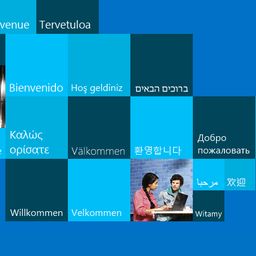 venue
Tervetuloa
Bienvenido
Hoş geldiniz
ברוכים הבאים
Καλώς
ορίσατε
Välkommen
환영합니다
Добро
пожаловать
مرحبا
欢迎
Willkommen
Velkommen
Witamy